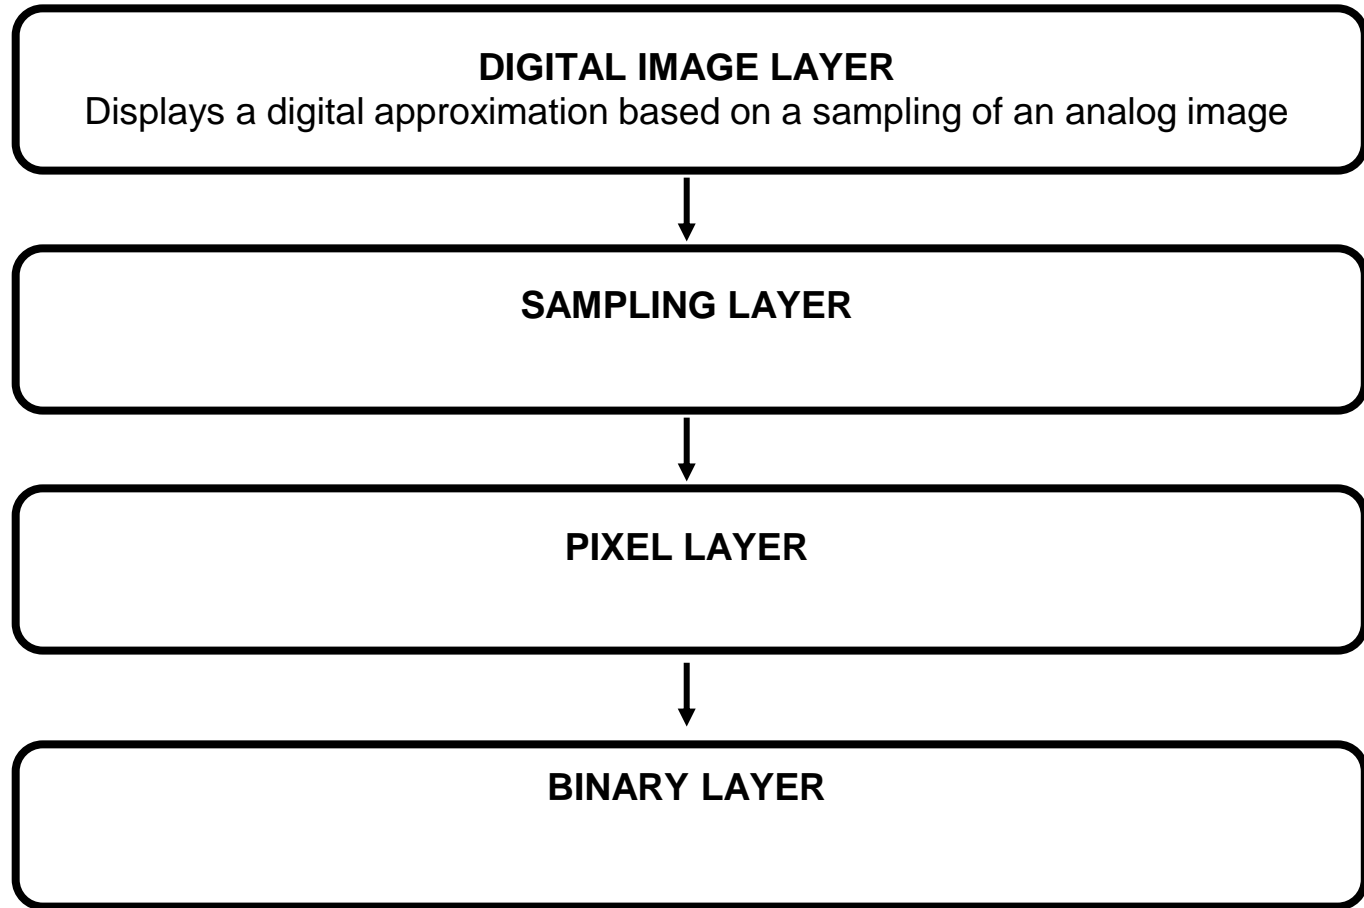 DIGITAL IMAGE LAYER
Displays a digital approximation based on a sampling of an analog image
SAMPLING LAYER
PIXEL LAYER
BINARY LAYER